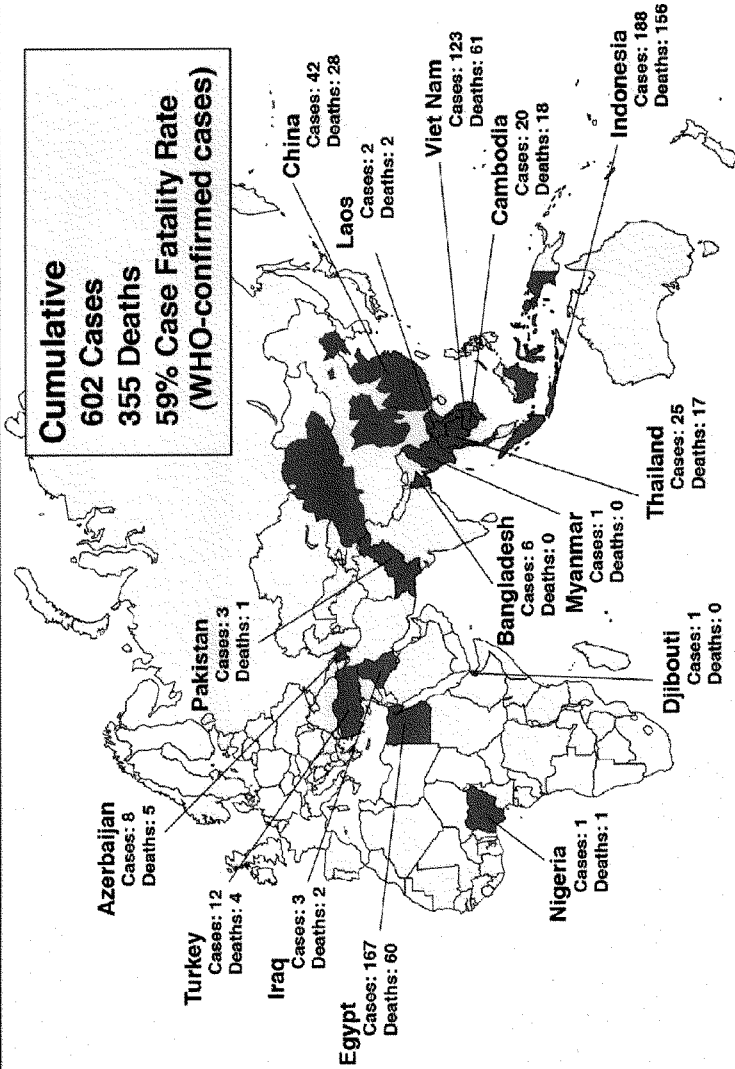 Cumulative
602 Cases
355 Deaths
59% Case Fatality Rate
(WHO-confirmed cases)
Azerbaijan
Cases: 8
Deaths: 5
Turkey
Cases: 12
Deaths: 4
Iraq
Cases: 3
Deaths: 2
Egypt
Cases: 167
Deaths: 60
Pakistan
Cases: 3
Deaths: 1
Nigeria
Cases: 1
Deaths: 1
Djibouti
Cases: 1
Deaths: 0
Bangladesh
Cases: 6
Deaths: 0
Myanmar
Cases: 1
Deaths: 0
Thailand
Cases: 25
Deaths: 17
China
Cases: 42
Deaths: 28
Laos
Cases: 2
Deaths: 2
Viet Nam
Cases: 123
Deaths: 61
Cambodia
Cases: 20
Deaths: 18
Indonesia
Cases: 188
Deaths: 156